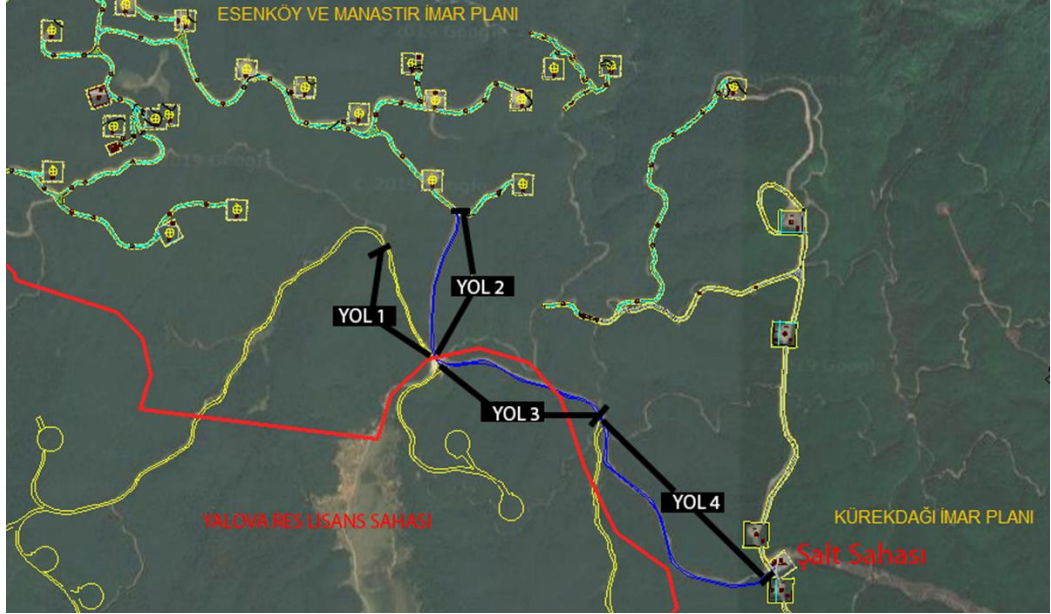 ESENKÖY VE MANASTIR İMAR PLANI
YOL 2
YOL 1
YOL 3
YOL 4
YALOVA RES LİSANS SAHASI
KÜREKDAĞI İMAR PLANI
Şalt Sahası